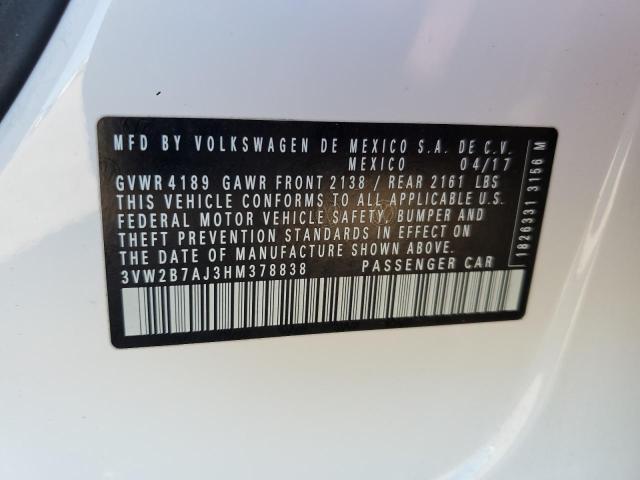 MFD BY VOLKSWAGEN DE MEXICO S.A. DE C.V.
MEXICO 04/17
GVWR 4189 GAWR FRONT 2138 / REAR 2161 LBS
THIS VEHICLE CONFORMS TO ALL APPLICABLE U.S.
FEDERAL MOTOR VEHICLE SAFETY, BUMPER AND
THEFT PREVENTION STANDARDS IN EFFECT ON
THE DATE OF MANUFACTURE SHOWN ABOVE.
3VW2B7AJ3HM378838 PASSENGER CAR
1826331 3156 M